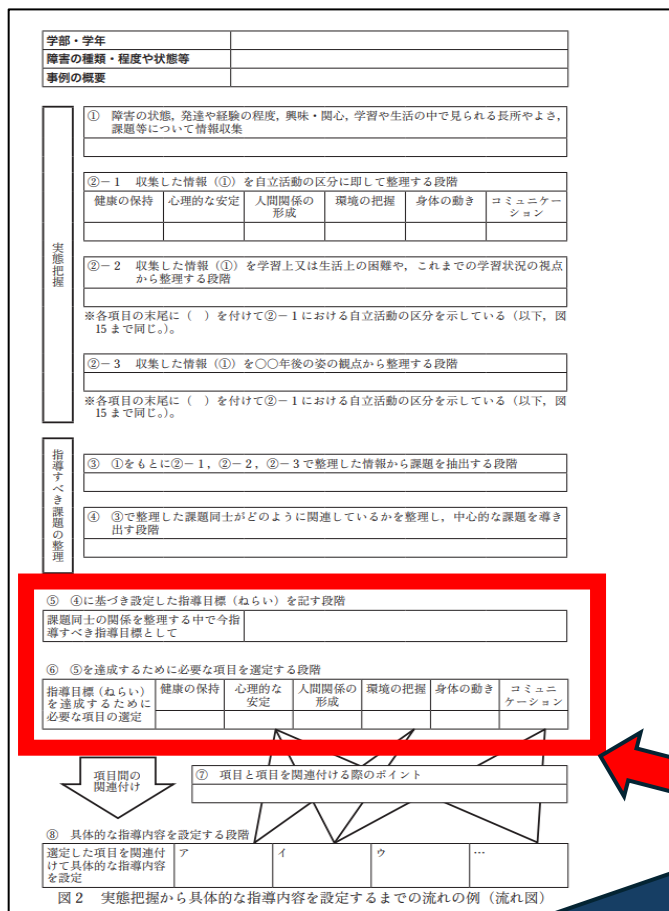 学部・学年
障害の種類・程度や状態等
事例の概要
実態把握
① 障害の状態，発達や経験の程度，興味・関心，学習や生活の中で見られる長所やよさ，
課題等について情報収集
②－１ 収集した情報（①）を自立活動の区分に即して整理する段階
健康の保持 心理的な安定 人間関係の 環境の把握 身体の動き コミュニケー
形成 ション
②－２ 収集した情報（①）を学習上又は生活上の困難や，これまでの学習状況の視点
から整理する段階
※各項目の末尾に（ ）を付けて②－１における自立活動の区分を示している（以下，図
15 まで同じ。）。
②－３ 収集した情報（①）を○○年後の姿の観点から整理する段階
※各項目の末尾に（ ）を付けて②－１における自立活動の区分を示している（以下，図
15 まで同じ。）。
指導すべき課題の整理
③ ①をもとに②－１，②－２，②－３で整理した情報から課題を抽出する段階
④ ③で整理した課題同士がどのように関連しているかを整理し，中心的な課題を導き
出す段階
⑤ ④に基づき設定した指導目標（ねらい）を記す段階
課題同士の関係を整理する中で今指
導すべき指導目標として
⑥ ⑤を達成するために必要な項目を選定する段階
指導目標（ねらい）
を達成するために
必要な項目の選定
健康の保持 心理的な 人間関係の 環境の把握 身体の動き コミュニ
安定 形成 ケーション
項目間の
関連付け
⑦ 項目と項目を関連付ける際のポイント
⑧ 具体的な指導内容を設定する段階
選定した項目を関連付 ア イ ウ …
けて具体的な指導内容
を設定
図２ 実態把握から具体的な指導内容を設定するまでの流れの例（流れ図）